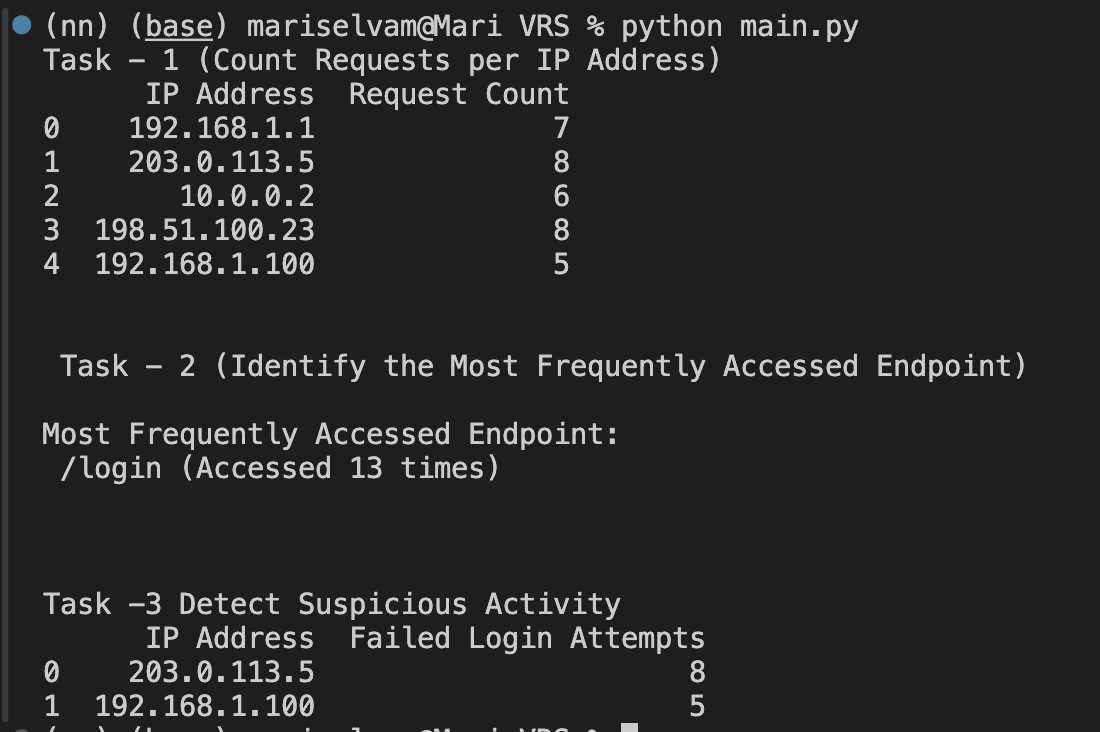 (nn) (base) mariselvam@Mari VRS % python main.py
Task - 1 (Count Requests per IP Address)
IP Address  Request Count
0    192.168.1.1              7
1    203.0.113.5              8
2       10.0.0.2              6
3  198.51.100.23              8
4  192.168.1.100              5
Task - 2 (Identify the Most Frequently Accessed Endpoint)
Most Frequently Accessed Endpoint:
/login (Accessed 13 times)
Task -3 Detect Suspicious Activity
IP Address  Failed Login Attempts
0    203.0.113.5                      8
1  192.168.1.100                      5